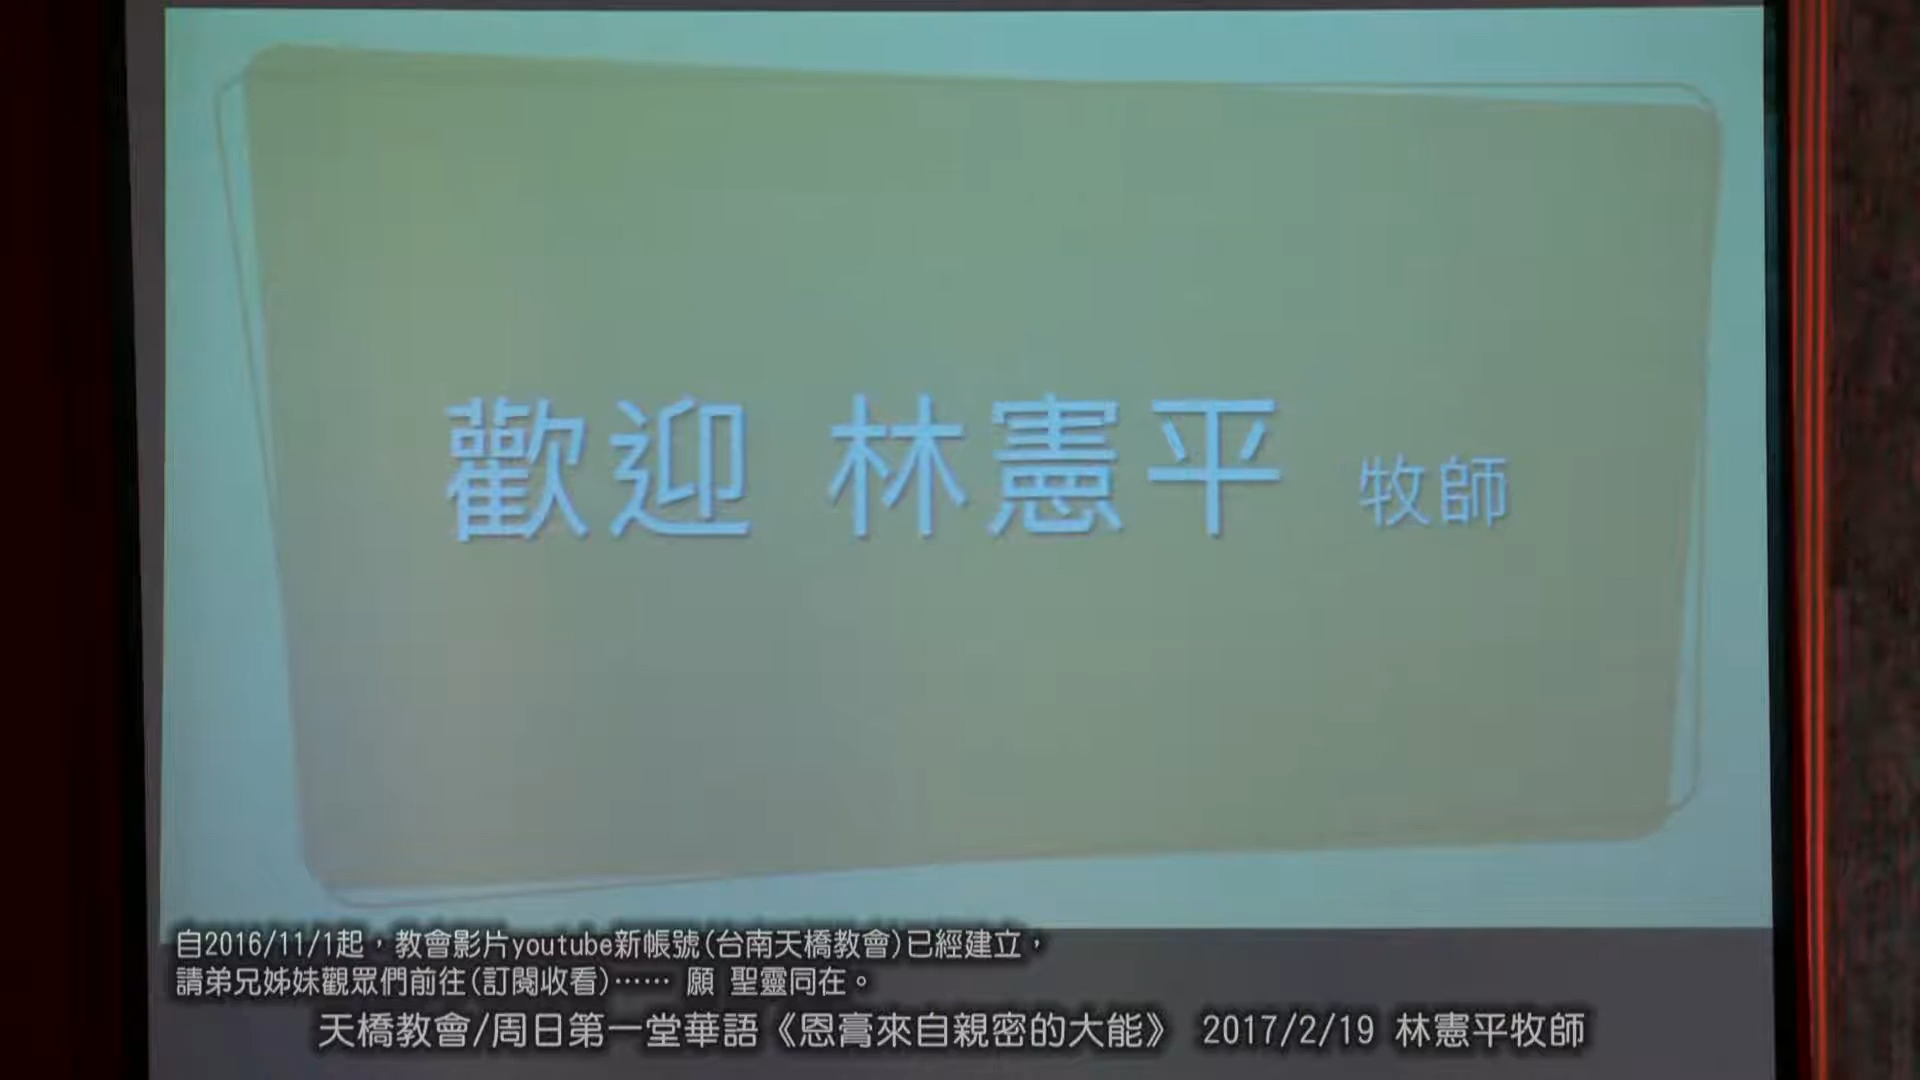 歡迎 林憲平 牧師
自2016/11/1起，教會影片youtube新帳號(台南天橋教會)已經建立，
請弟兄姊妹觀眾們前往(訂閱收看)…… 願 聖靈同在。
天橋教會/周日第一堂華語《恩膏來自親密的大能》 2017/2/19 林憲平牧師